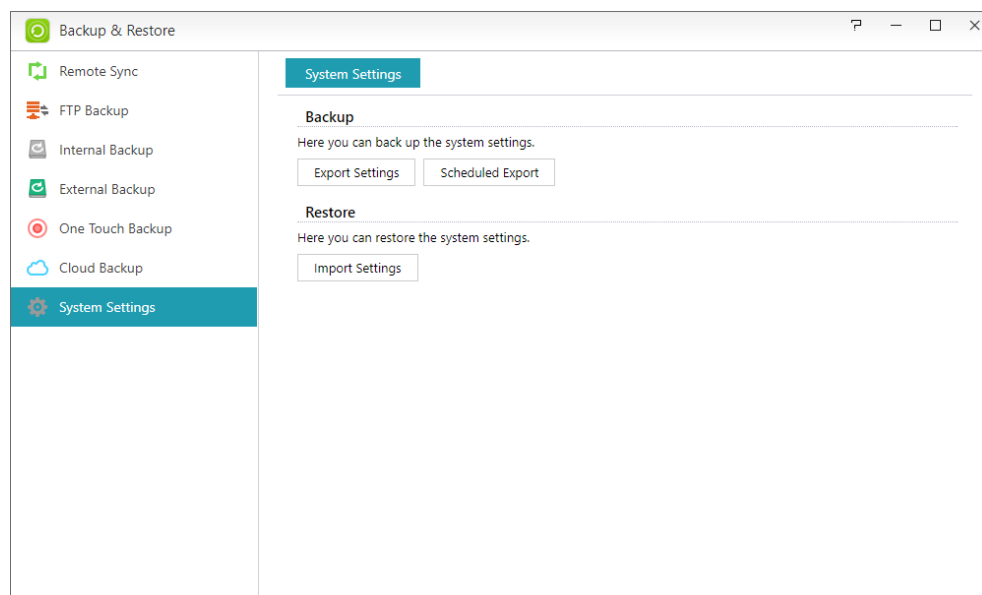 Backup & Restore
Remote Sync
FTP Backup
Internal Backup
External Backup
One Touch Backup
Cloud Backup
System Settings
System Settings
Backup
Here you can back up the system settings.
Export Settings
Scheduled Export
Restore
Here you can restore the system settings.
Import Settings